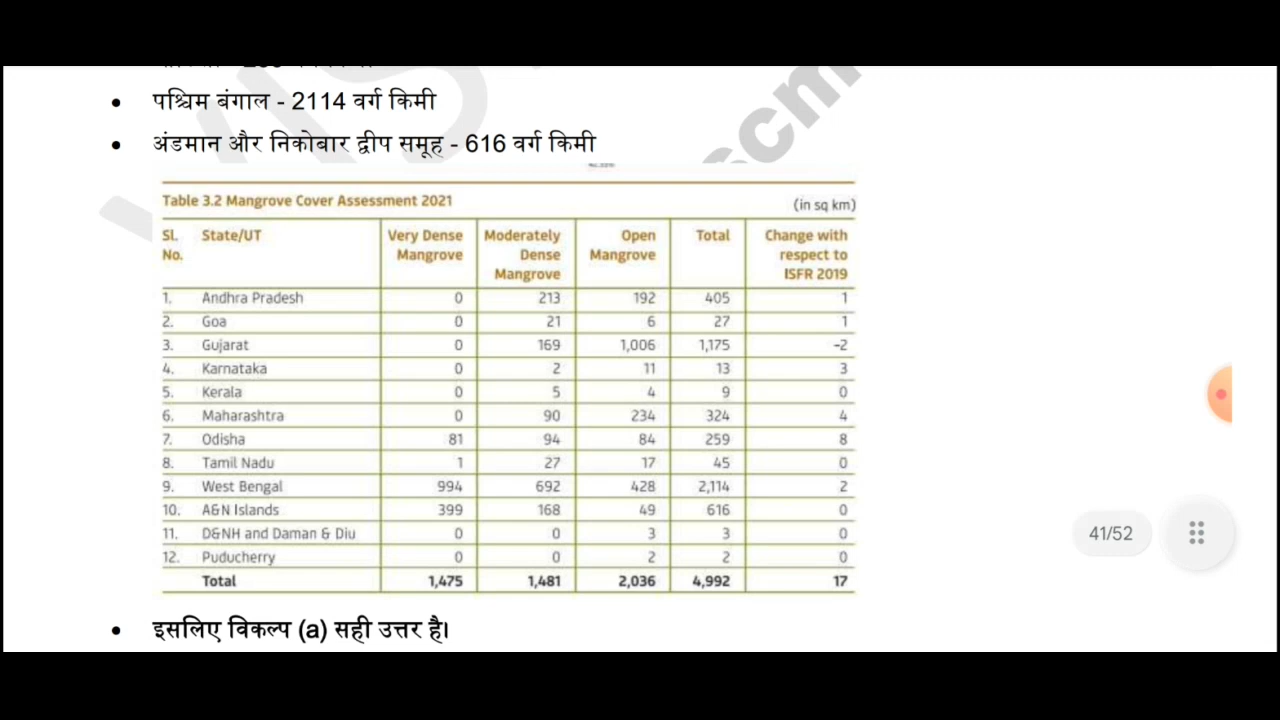 पश्चिम बंगाल - 2114 वर्ग किमी
अंडमान और निकोबार द्वीप समूह - 616 वर्ग किमी
scm
Table 3.2 Mangrove Cover Assessment 2021 (in sq km)
Sl. No. State/UT Very Dense Mangrove Moderately Dense Mangrove Open Mangrove Total Change with respect to ISFR 2019
1. Andhra Pradesh 0 213 192 405 1
2. Goa 0 21 6 27 1
3. Gujarat 0 169 1,006 1,175 -2
4. Karnataka 0 2 11 13 3
5. Kerala 0 5 4 9 0
6. Maharashtra 0 90 234 324 4
7. Odisha 81 94 84 259 8
8. Tamil Nadu 1 27 17 45 0
9. West Bengal 994 692 428 2,114 2
10. A&N Islands 399 168 49 616 0
11. D&NH and Daman & Diu 0 0 3 3 0
12. Puducherry 0 0 2 2 0
Total 1,475 1,481 2,036 4,992 17
41/52
इसलिए विकल्प (a) सही उत्तर है।